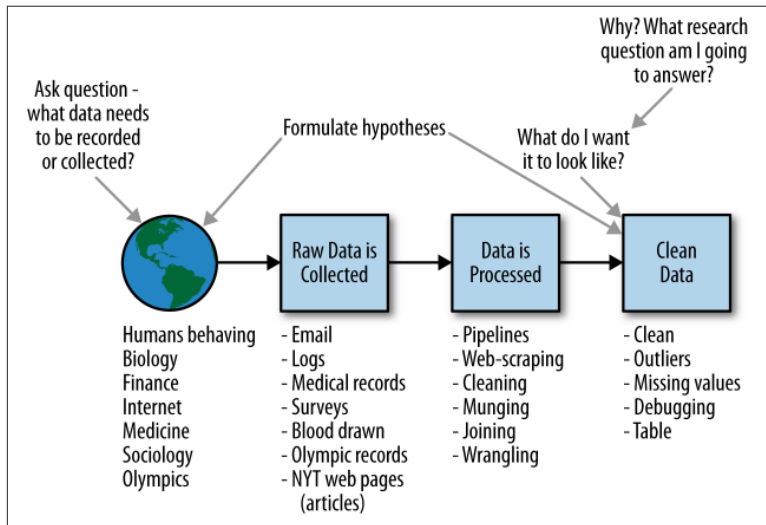 Why? What research
question am I going
to answer?
Ask question -
what data needs
to be recorded
or collected?
Formulate hypotheses
What do I want
it to look like?
Raw Data is
Collected
Data is
Processed
Clean
Data
Humans behaving
Biology
Finance
Internet
Medicine
Sociology
Olympics
- Email
- Logs
- Medical records
- Surveys
- Blood drawn
- Olympic records
- NYT web pages
(articles)
- Pipelines
- Web-scraping
- Cleaning
- Munging
- Joining
- Wrangling
- Clean
- Outliers
- Missing values
- Debugging
- Table